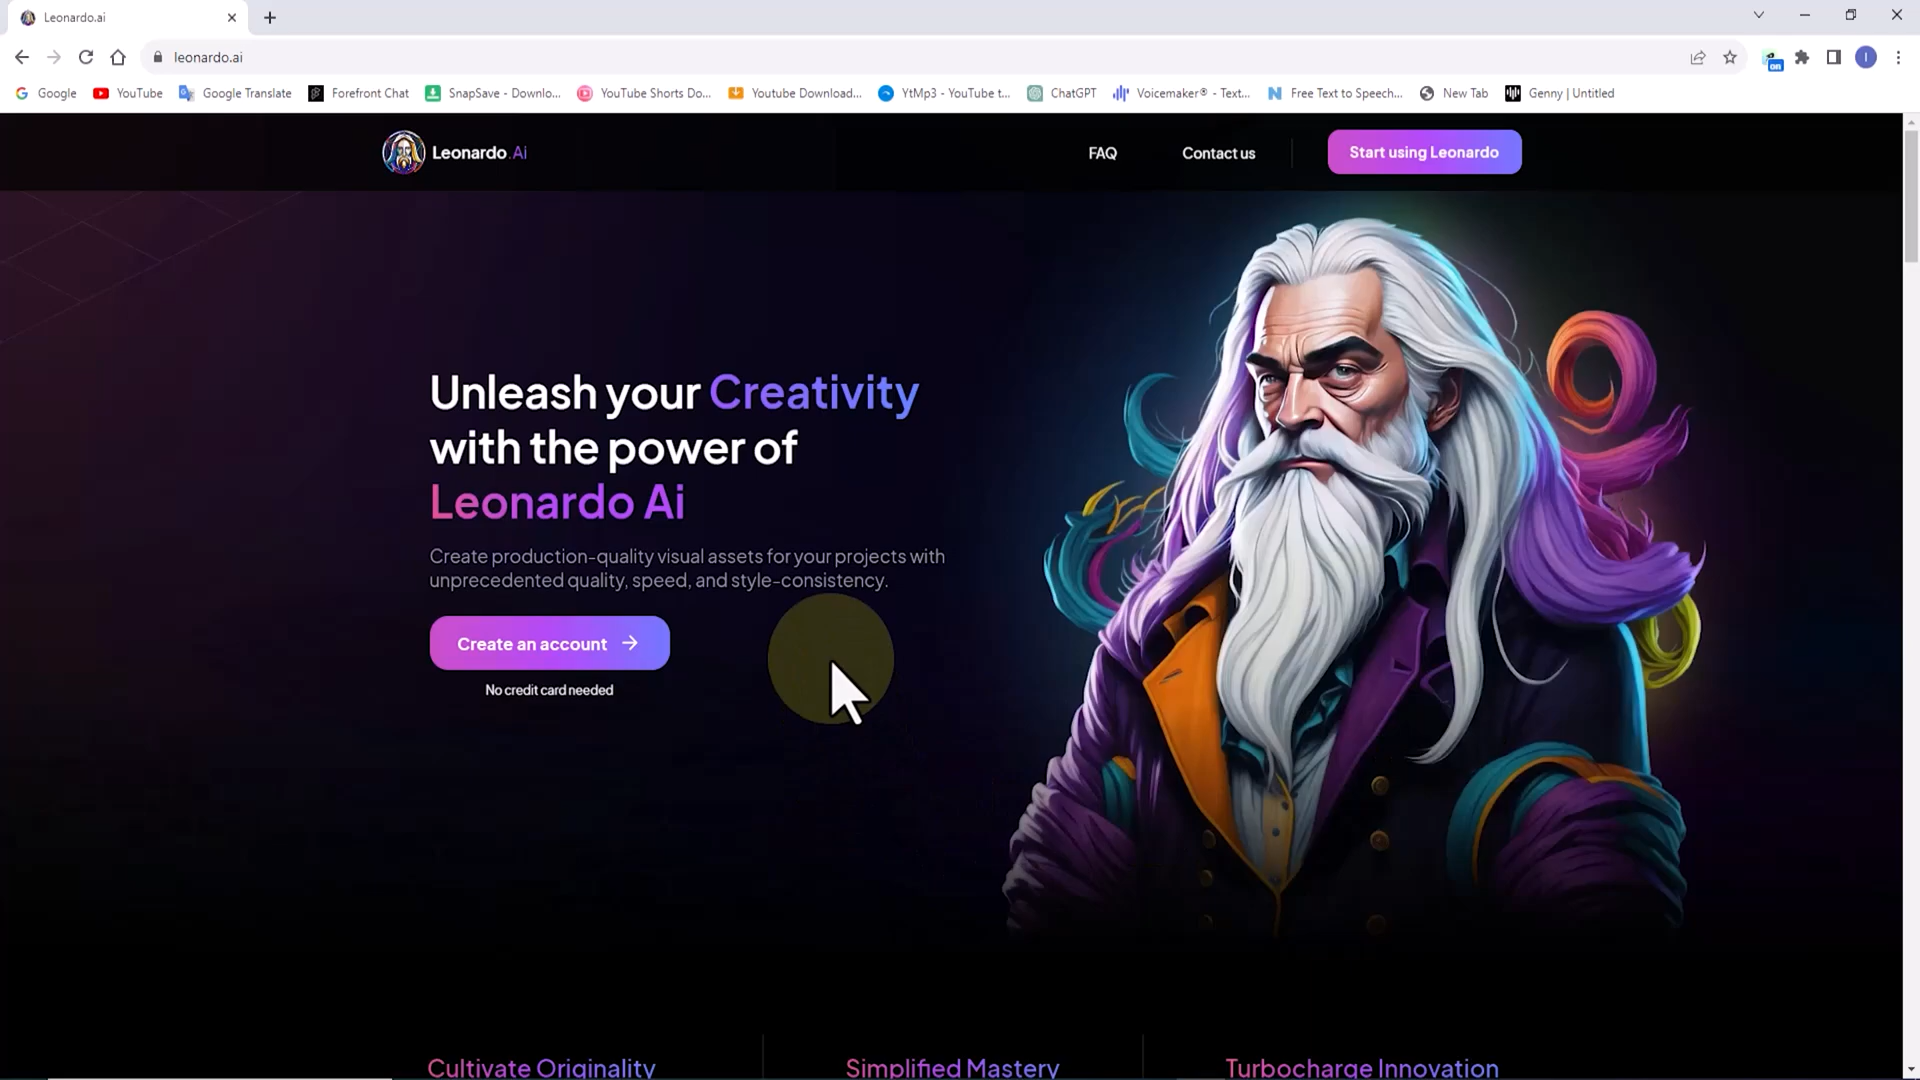 Leonardo.ai
leonardo.ai
on
I
Google
YouTube
Google Translate
Forefront Chat
SnapSave - Downlo...
YouTube Shorts Do...
Youtube Download...
YtMp3 - YouTube t...
ChatGPT
Voicemaker® - Text...
Free Text to Speech...
New Tab
Genny | Untitled
Leonardo.Ai
FAQ
Contact us
Start using Leonardo
Unleash your Creativity
with the power of
Leonardo Ai
Create production-quality visual assets for your projects with
unprecedented quality, speed, and style-consistency.
Create an account
No credit card needed
Cultivate Originality
Simplified Mastery
Turbocharge Innovation